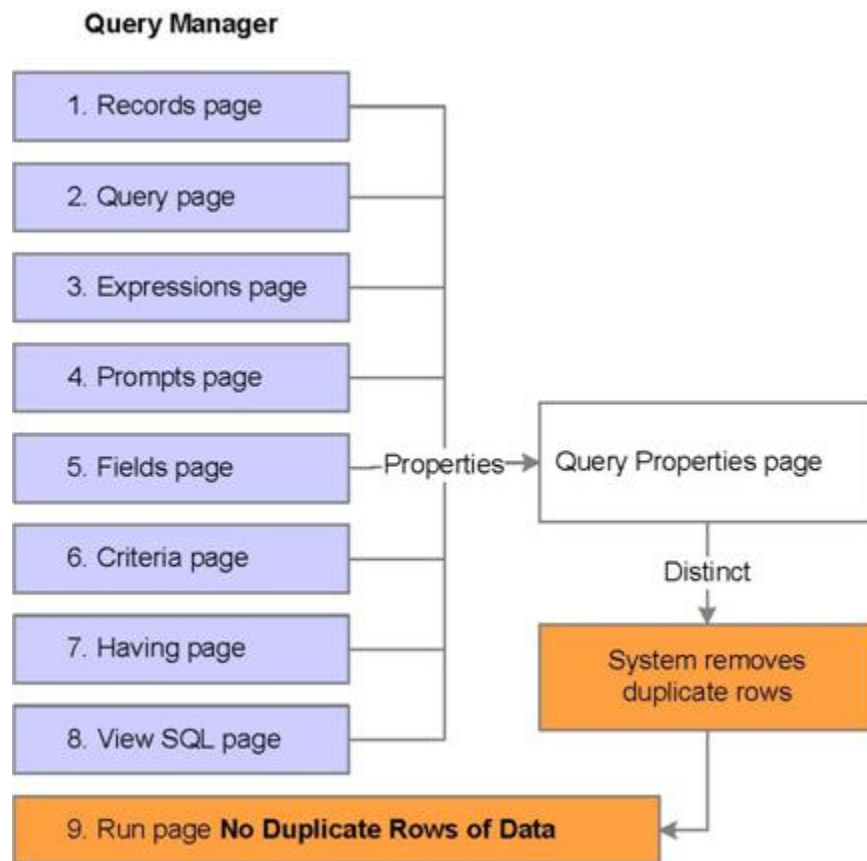 Query Manager
1. Records page
2. Query page
3. Expressions page
4. Prompts page
5. Fields page
Properties
Query Properties page
6. Criteria page
Distinct
7. Having page
System removes
duplicate rows
8. View SQL page
9. Run page No Duplicate Rows of Data